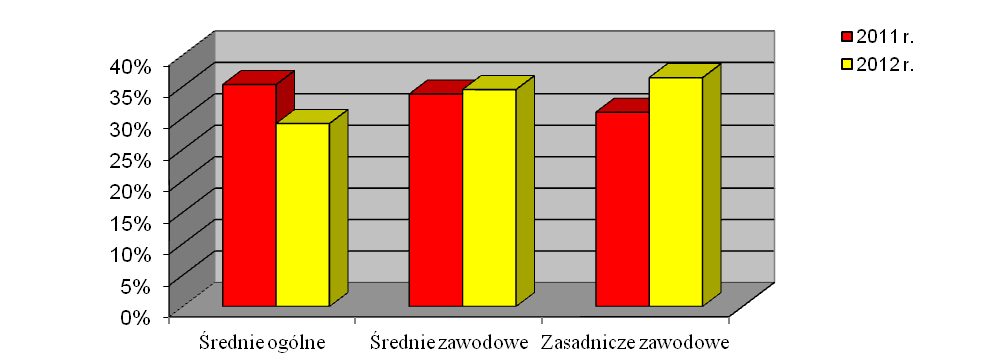 2011 r.
2012 r.
40%
35%
30%
25%
20%
15%
10%
5%
0%
Średnie ogólne
Średnie zawodowe
Zasadnicze zawodowe